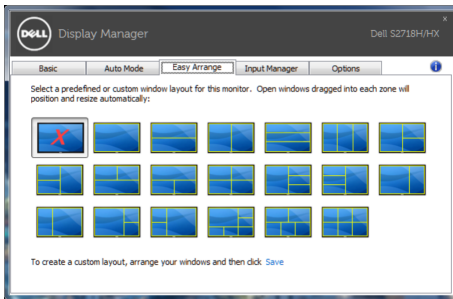 x
DELL Display Manager Dell S2718H/HX
Basic Auto Mode Easy Arrange Input Manager Options i
Select a predefined or custom window layout for this monitor. Open windows dragged into each zone will
position and resize automatically:
X
To create a custom layout, arrange your windows and then click Save